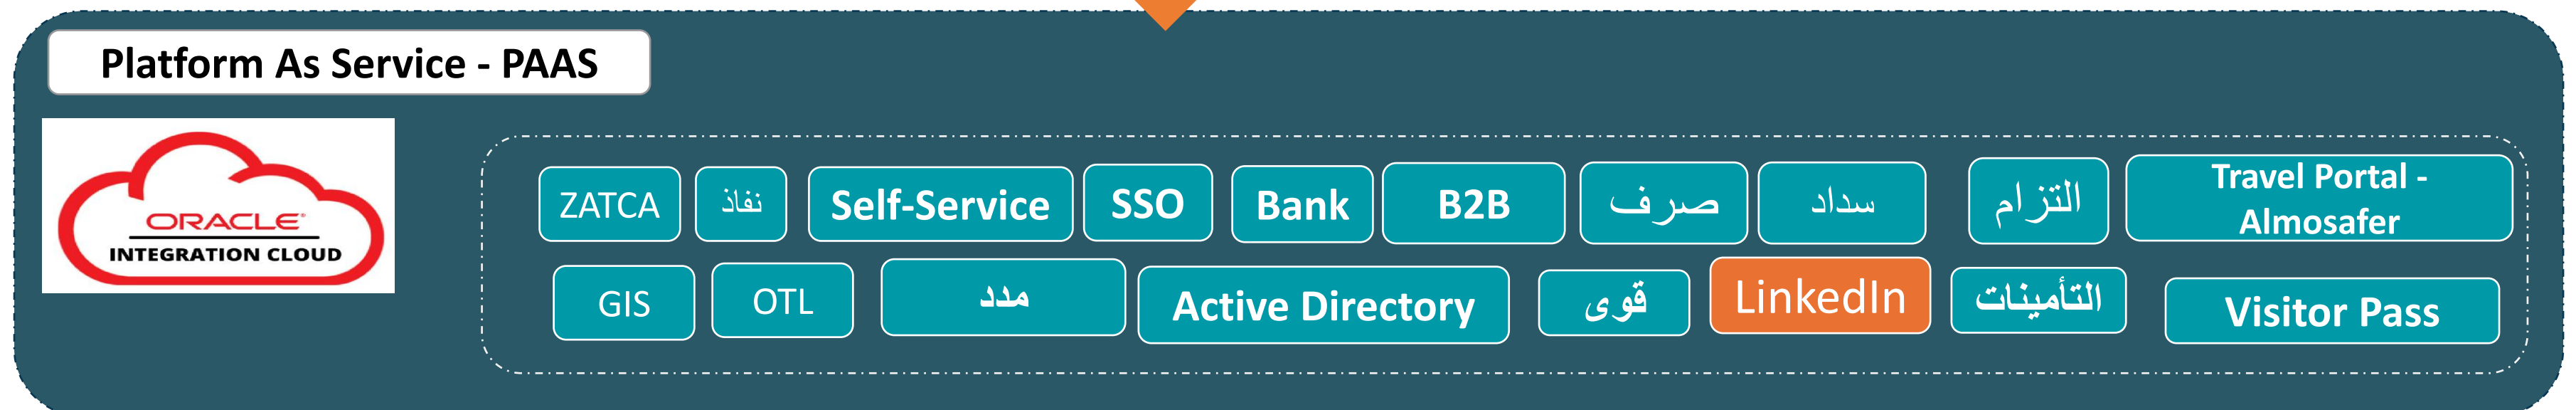 Platform As Service - PAAS
ORACLE
INTEGRATION CLOUD
ZATCA
نفاذ
Self-Service
SSO
Bank
B2B
صرف
سداد
التزام
Travel Portal -
Almosafer
GIS
OTL
مدد
Active Directory
قوى
LinkedIn
التأمينات
Visitor Pass